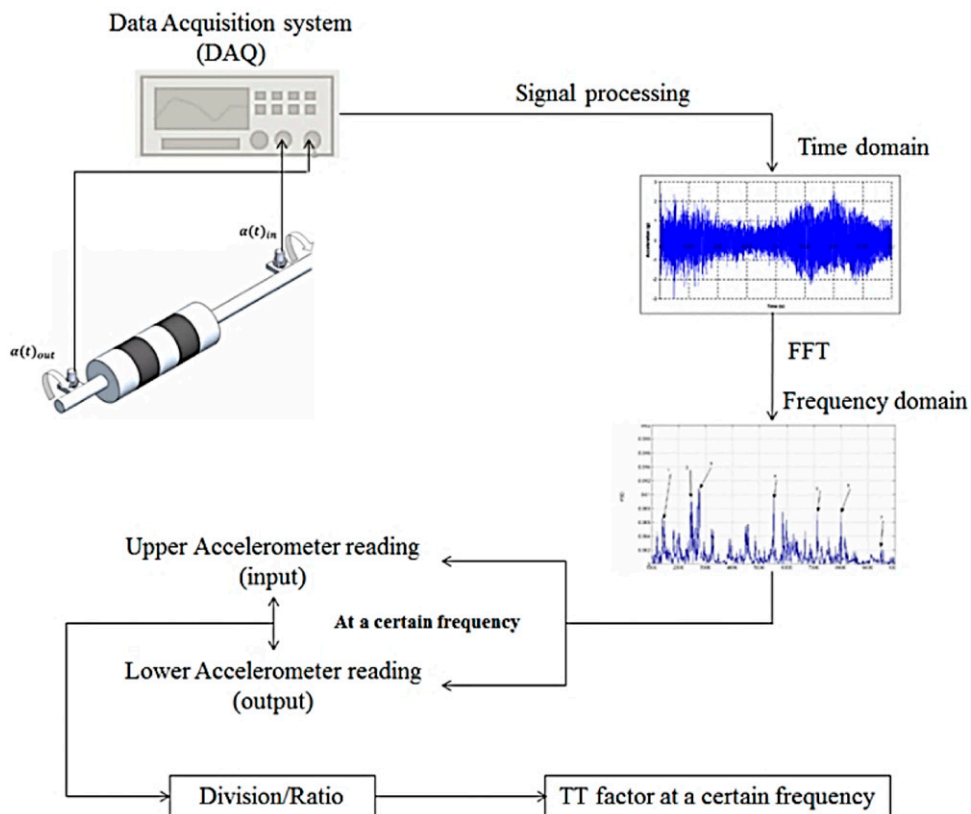 Data Acquisition system
(DAQ)
Signal processing
Time domain
α(t)in
α(t)out
Time (s)
FFT
Frequency domain
Upper Accelerometer reading
(input)
At a certain frequency
Lower Accelerometer reading
(output)
Division/Ratio
TT factor at a certain frequency